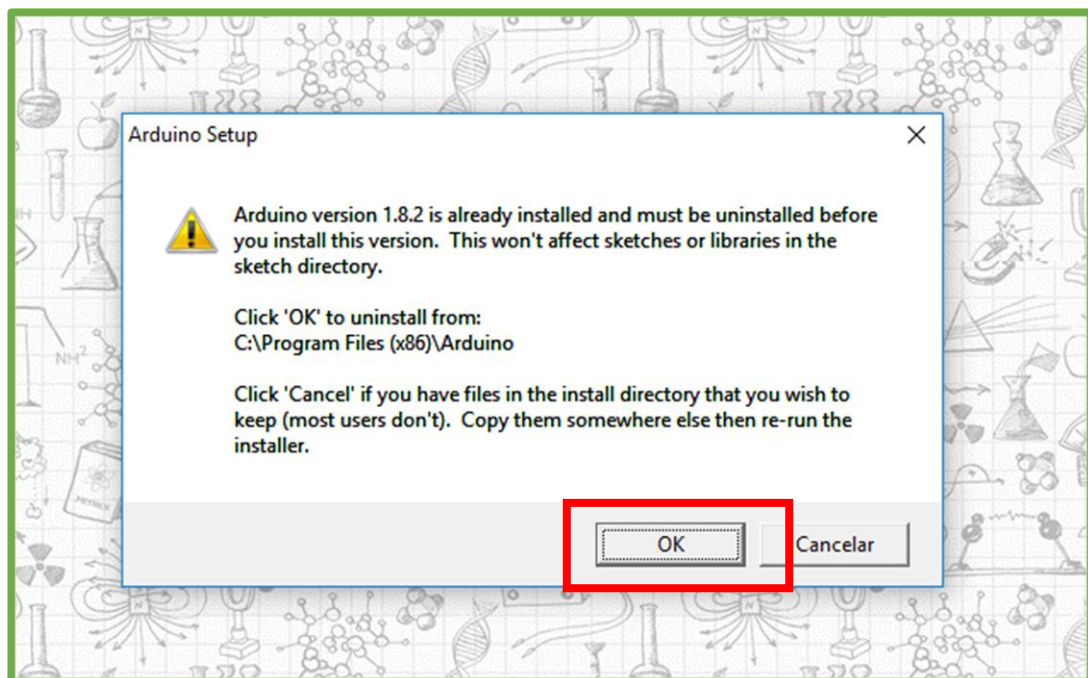 Arduino Setup
Arduino version 1.8.2 is already installed and must be uninstalled before
you install this version.  This won't affect sketches or libraries in the
sketch directory.
Click 'OK' to uninstall from:
C:\Program Files (x86)\Arduino
Click 'Cancel' if you have files in the install directory that you wish to
keep (most users don't).  Copy them somewhere else then re-run the
installer.
OK
Cancelar
NH2
PHYSICS
N